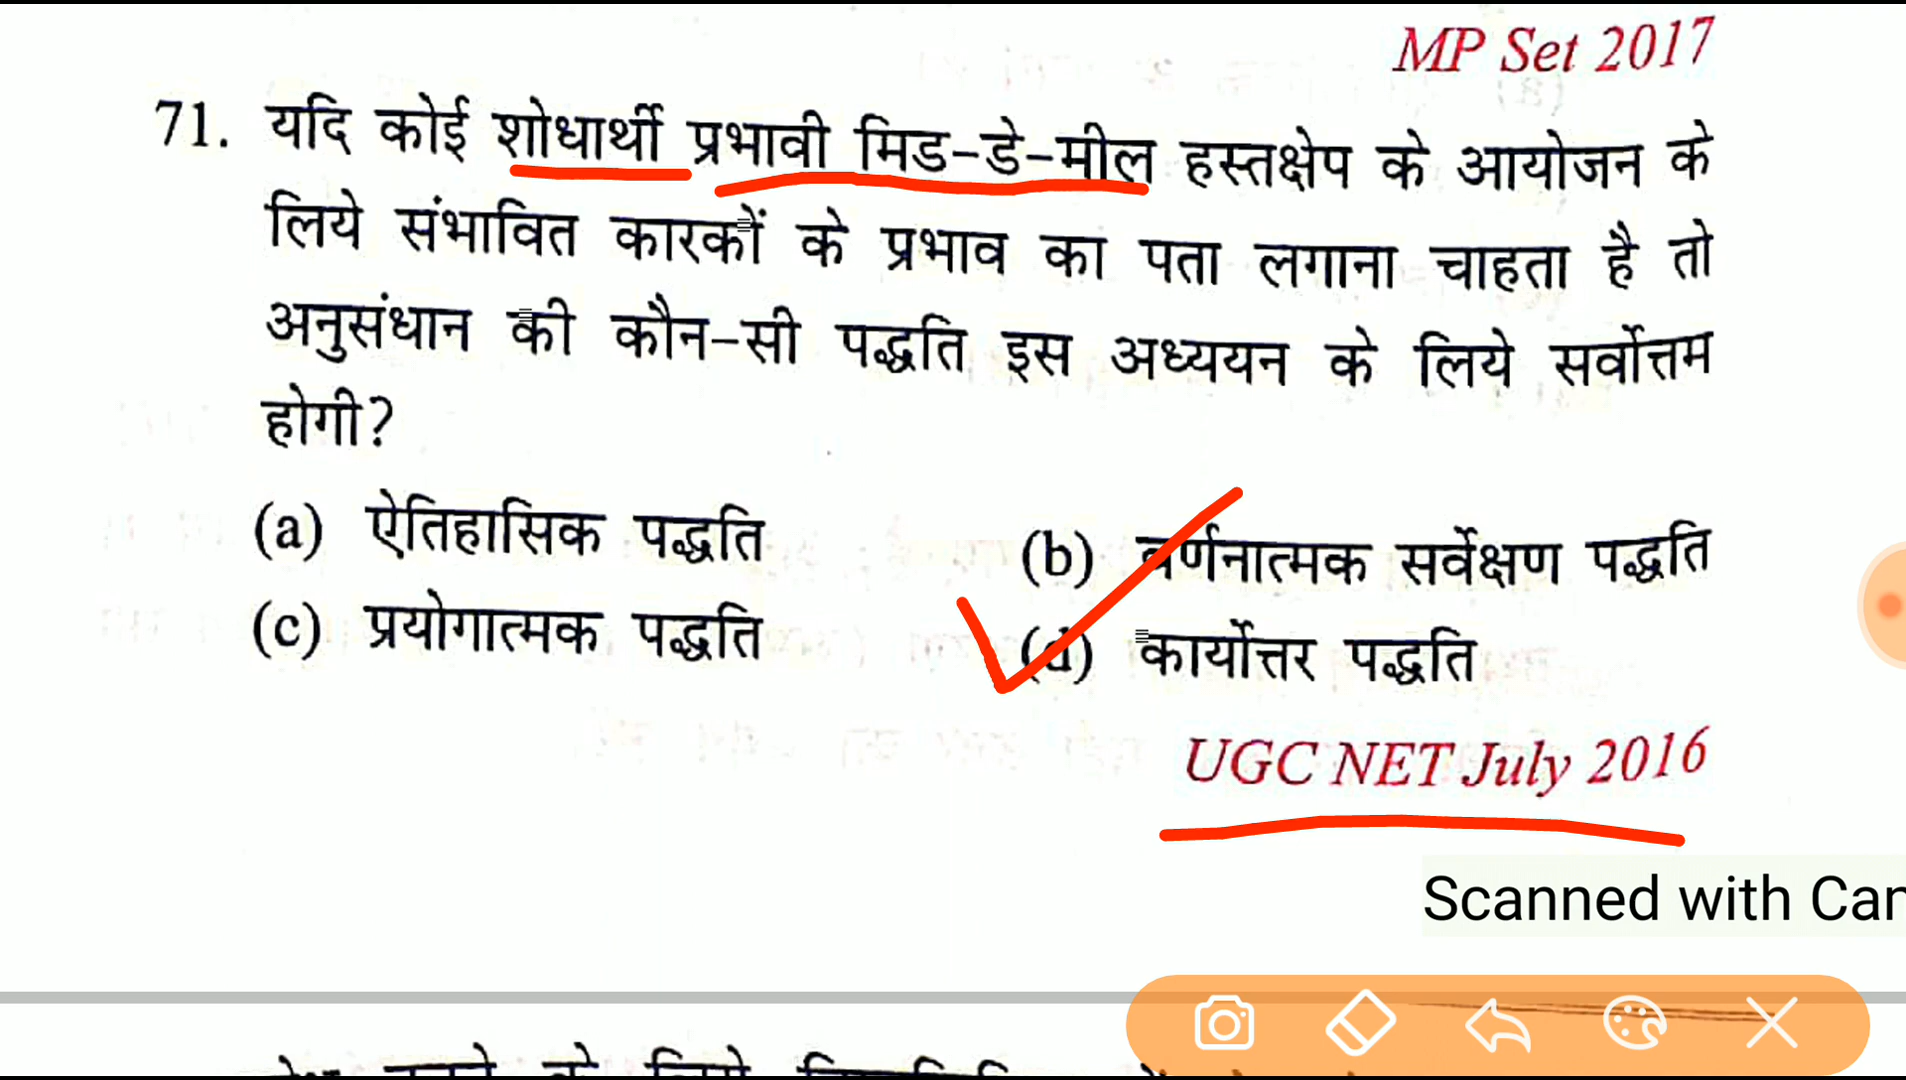 MP Set 2017
71. यदि कोई शोधार्थी प्रभावी मिड-डे-मील हस्तक्षेप के आयोजन के
लिये संभावित कारकों के प्रभाव का पता लगाना चाहता है तो
अनुसंधान की कौन-सी पद्धति इस अध्ययन के लिये सर्वोत्तम
होगी?
(a) ऐतिहासिक पद्धति (b) वर्णनात्मक सर्वेक्षण पद्धति
(c) प्रयोगात्मक पद्धति (d) कार्योत्तर पद्धति
UGC NET July 2016
Scanned with Cam